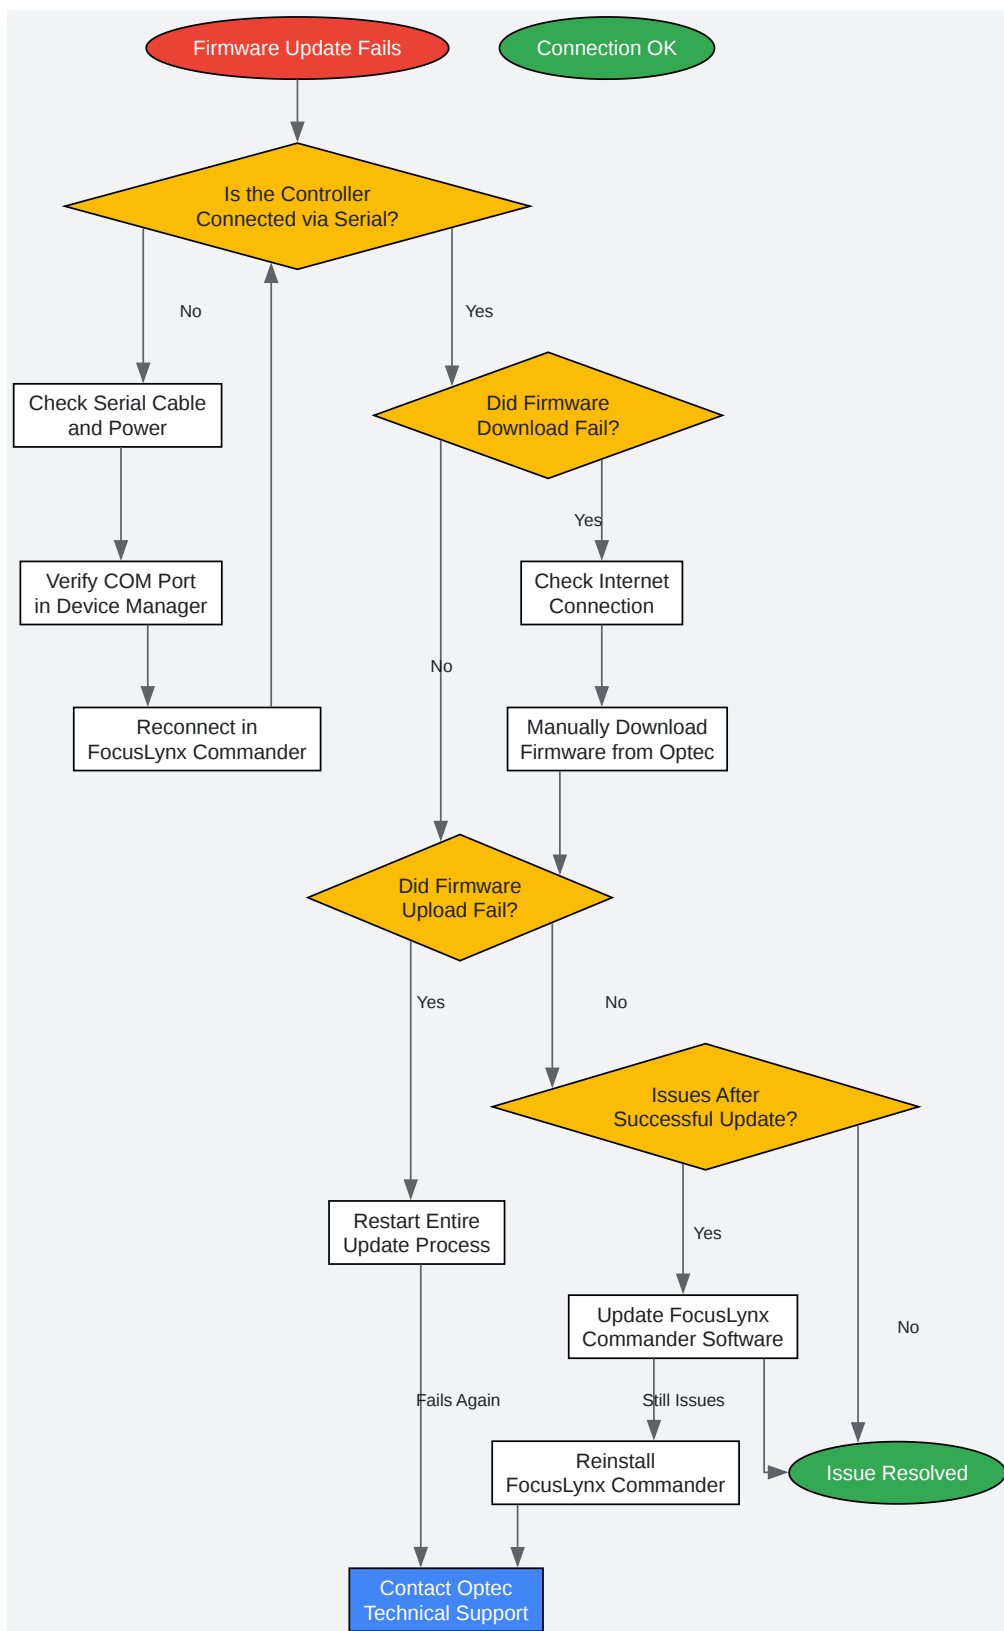 Firmware Update Fails
Connection OK
Is the Controller
Connected via Serial?
No
Yes
Check Serial Cable
and Power
Did Firmware
Download Fail?
Yes
Verify COM Port
in Device Manager
Check Internet
Connection
No
Reconnect in
FocusLynx Commander
Manually Download
Firmware from Optec
Did Firmware
Upload Fail?
Yes
No
Issues After
Successful Update?
Restart Entire
Update Process
Yes
Update FocusLynx
Commander Software
No
Fails Again
Still Issues
Reinstall
FocusLynx Commander
Issue Resolved
Contact Optec
Technical Support